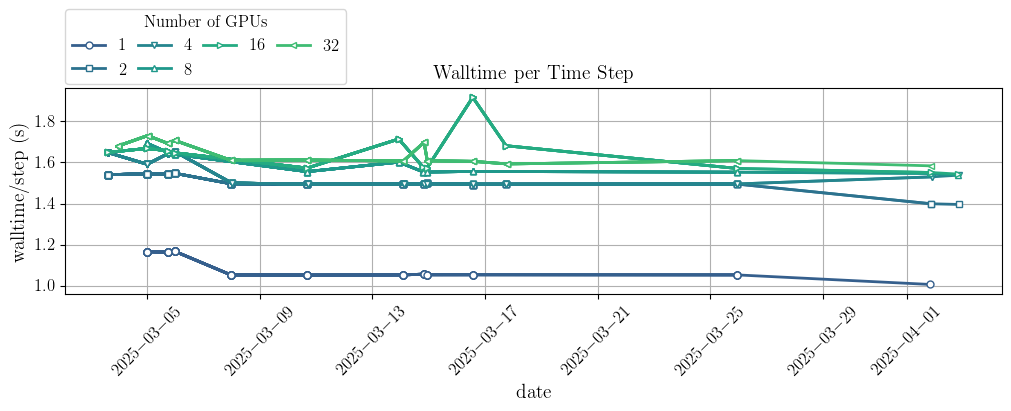 Number of GPUs
1 4 16 32
2 8
Walltime per Time Step
walltime/step (s)
1.8
1.6
1.4
1.2
1.0
2025−03−05 2025−03−09 2025−03−13 2025−03−17 2025−03−21 2025−03−25 2025−03−29 2025−04−01
date